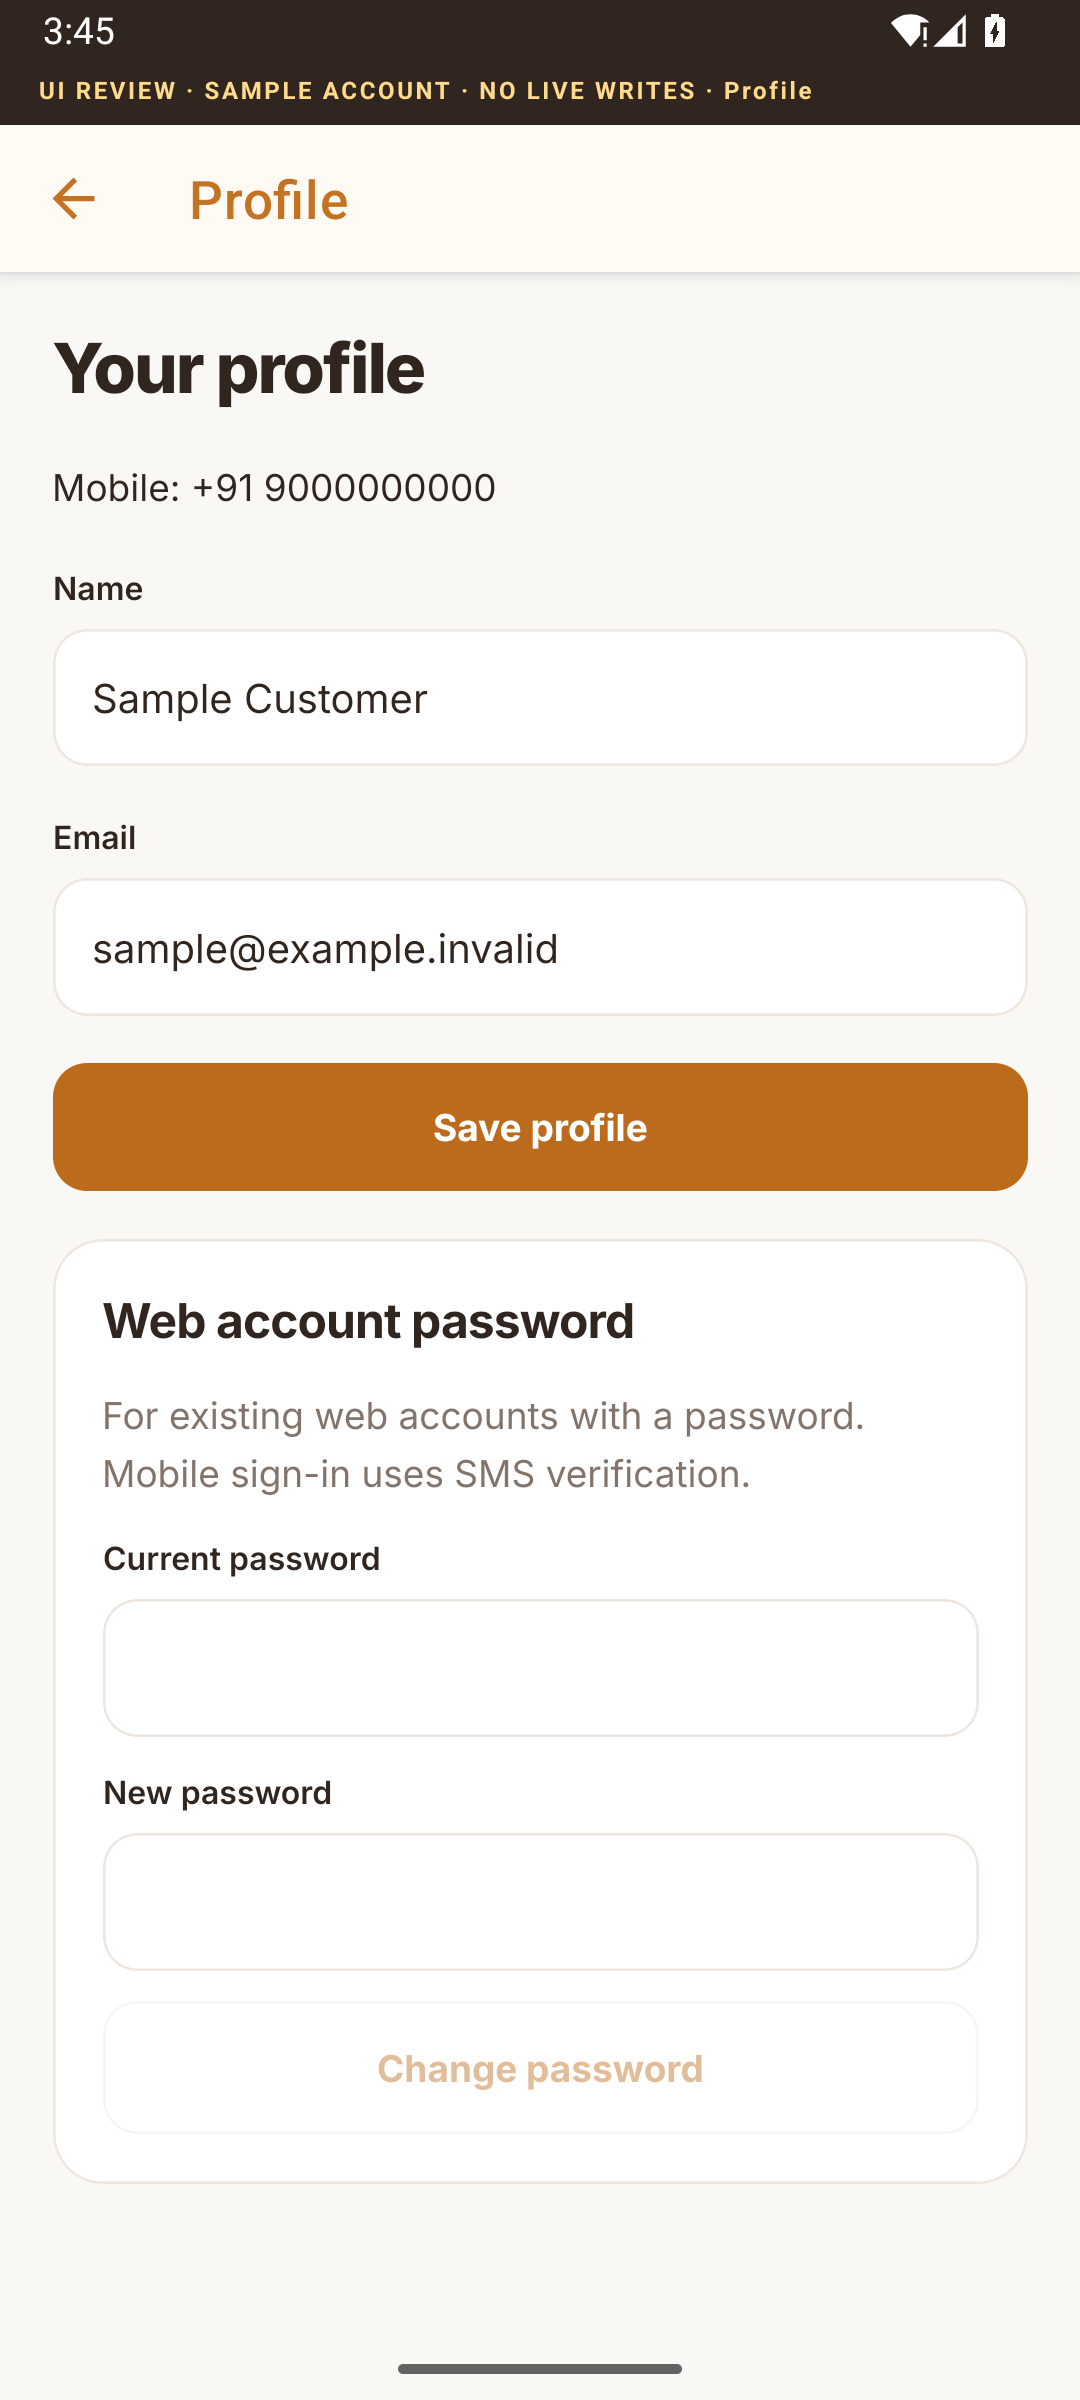 3:45
UI REVIEW · SAMPLE ACCOUNT · NO LIVE WRITES · Profile
Profile
Your profile
Mobile: +91 9000000000
Name
Sample Customer
Email
sample@example.invalid
Save profile
Web account password
For existing web accounts with a password.
Mobile sign-in uses SMS verification.
Current password
New password
Change password